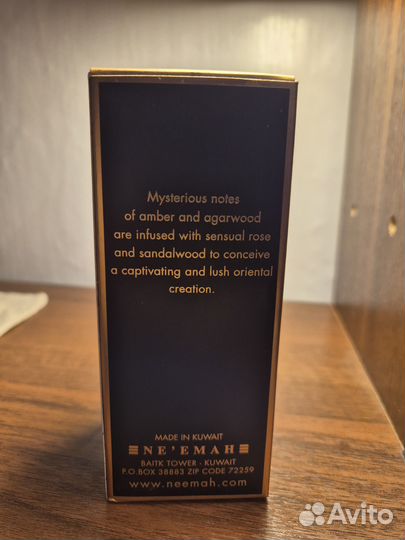 Mysterious notes
of amber and agarwood
are infused with sensual rose
and sandalwood to conceive
a captivating and lush oriental
creation.
MADE IN KUWAIT
NE'EMAH
BAITK TOWER · KUWAIT
P.O.BOX 38883 ZIP CODE 72259
www.neemah.com
Avito